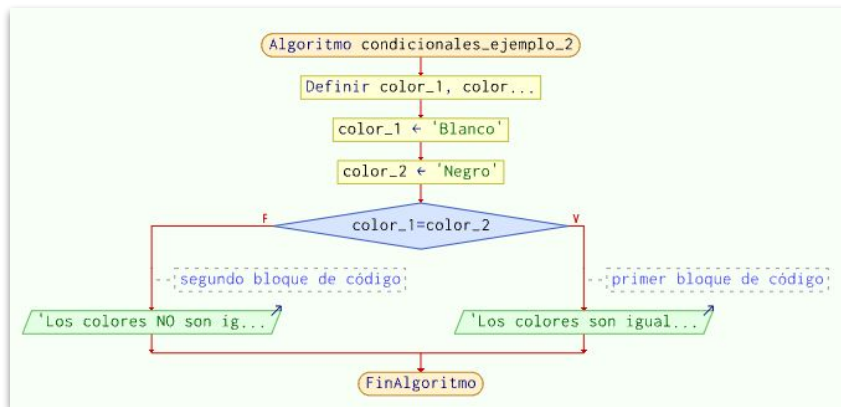 Algoritmo condicionales_ejemplo_2
Definir color_1, color...
color_1 ← 'Blanco'
color_2 ← 'Negro'
color_1=color_2
F
V
segundo bloque de código
primer bloque de código
'Los colores NO son ig...
'Los colores son igual...
FinAlgoritmo